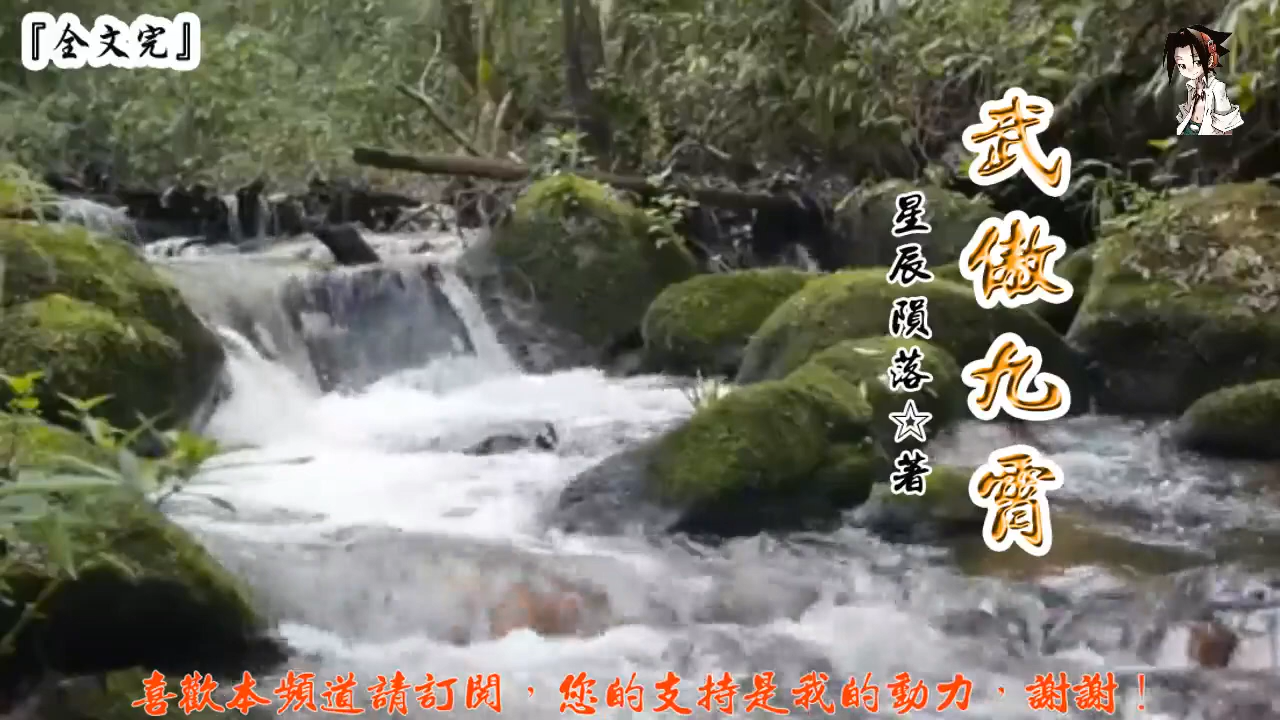 『全文完』
武傲九霄
星辰隕落☆著
喜歡本頻道請訂閱，您的支持是我的動力，謝謝！